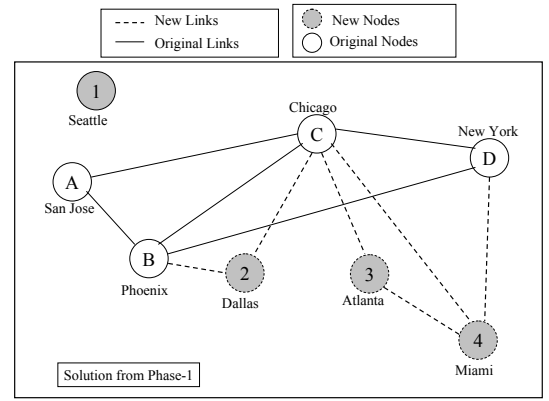 New Links
Original Links
New Nodes
Original Nodes
1
Seattle
Chicago
C
New York
D
A
San Jose
B
Phoenix
2
Dallas
3
Atlanta
4
Miami
Solution from Phase-1